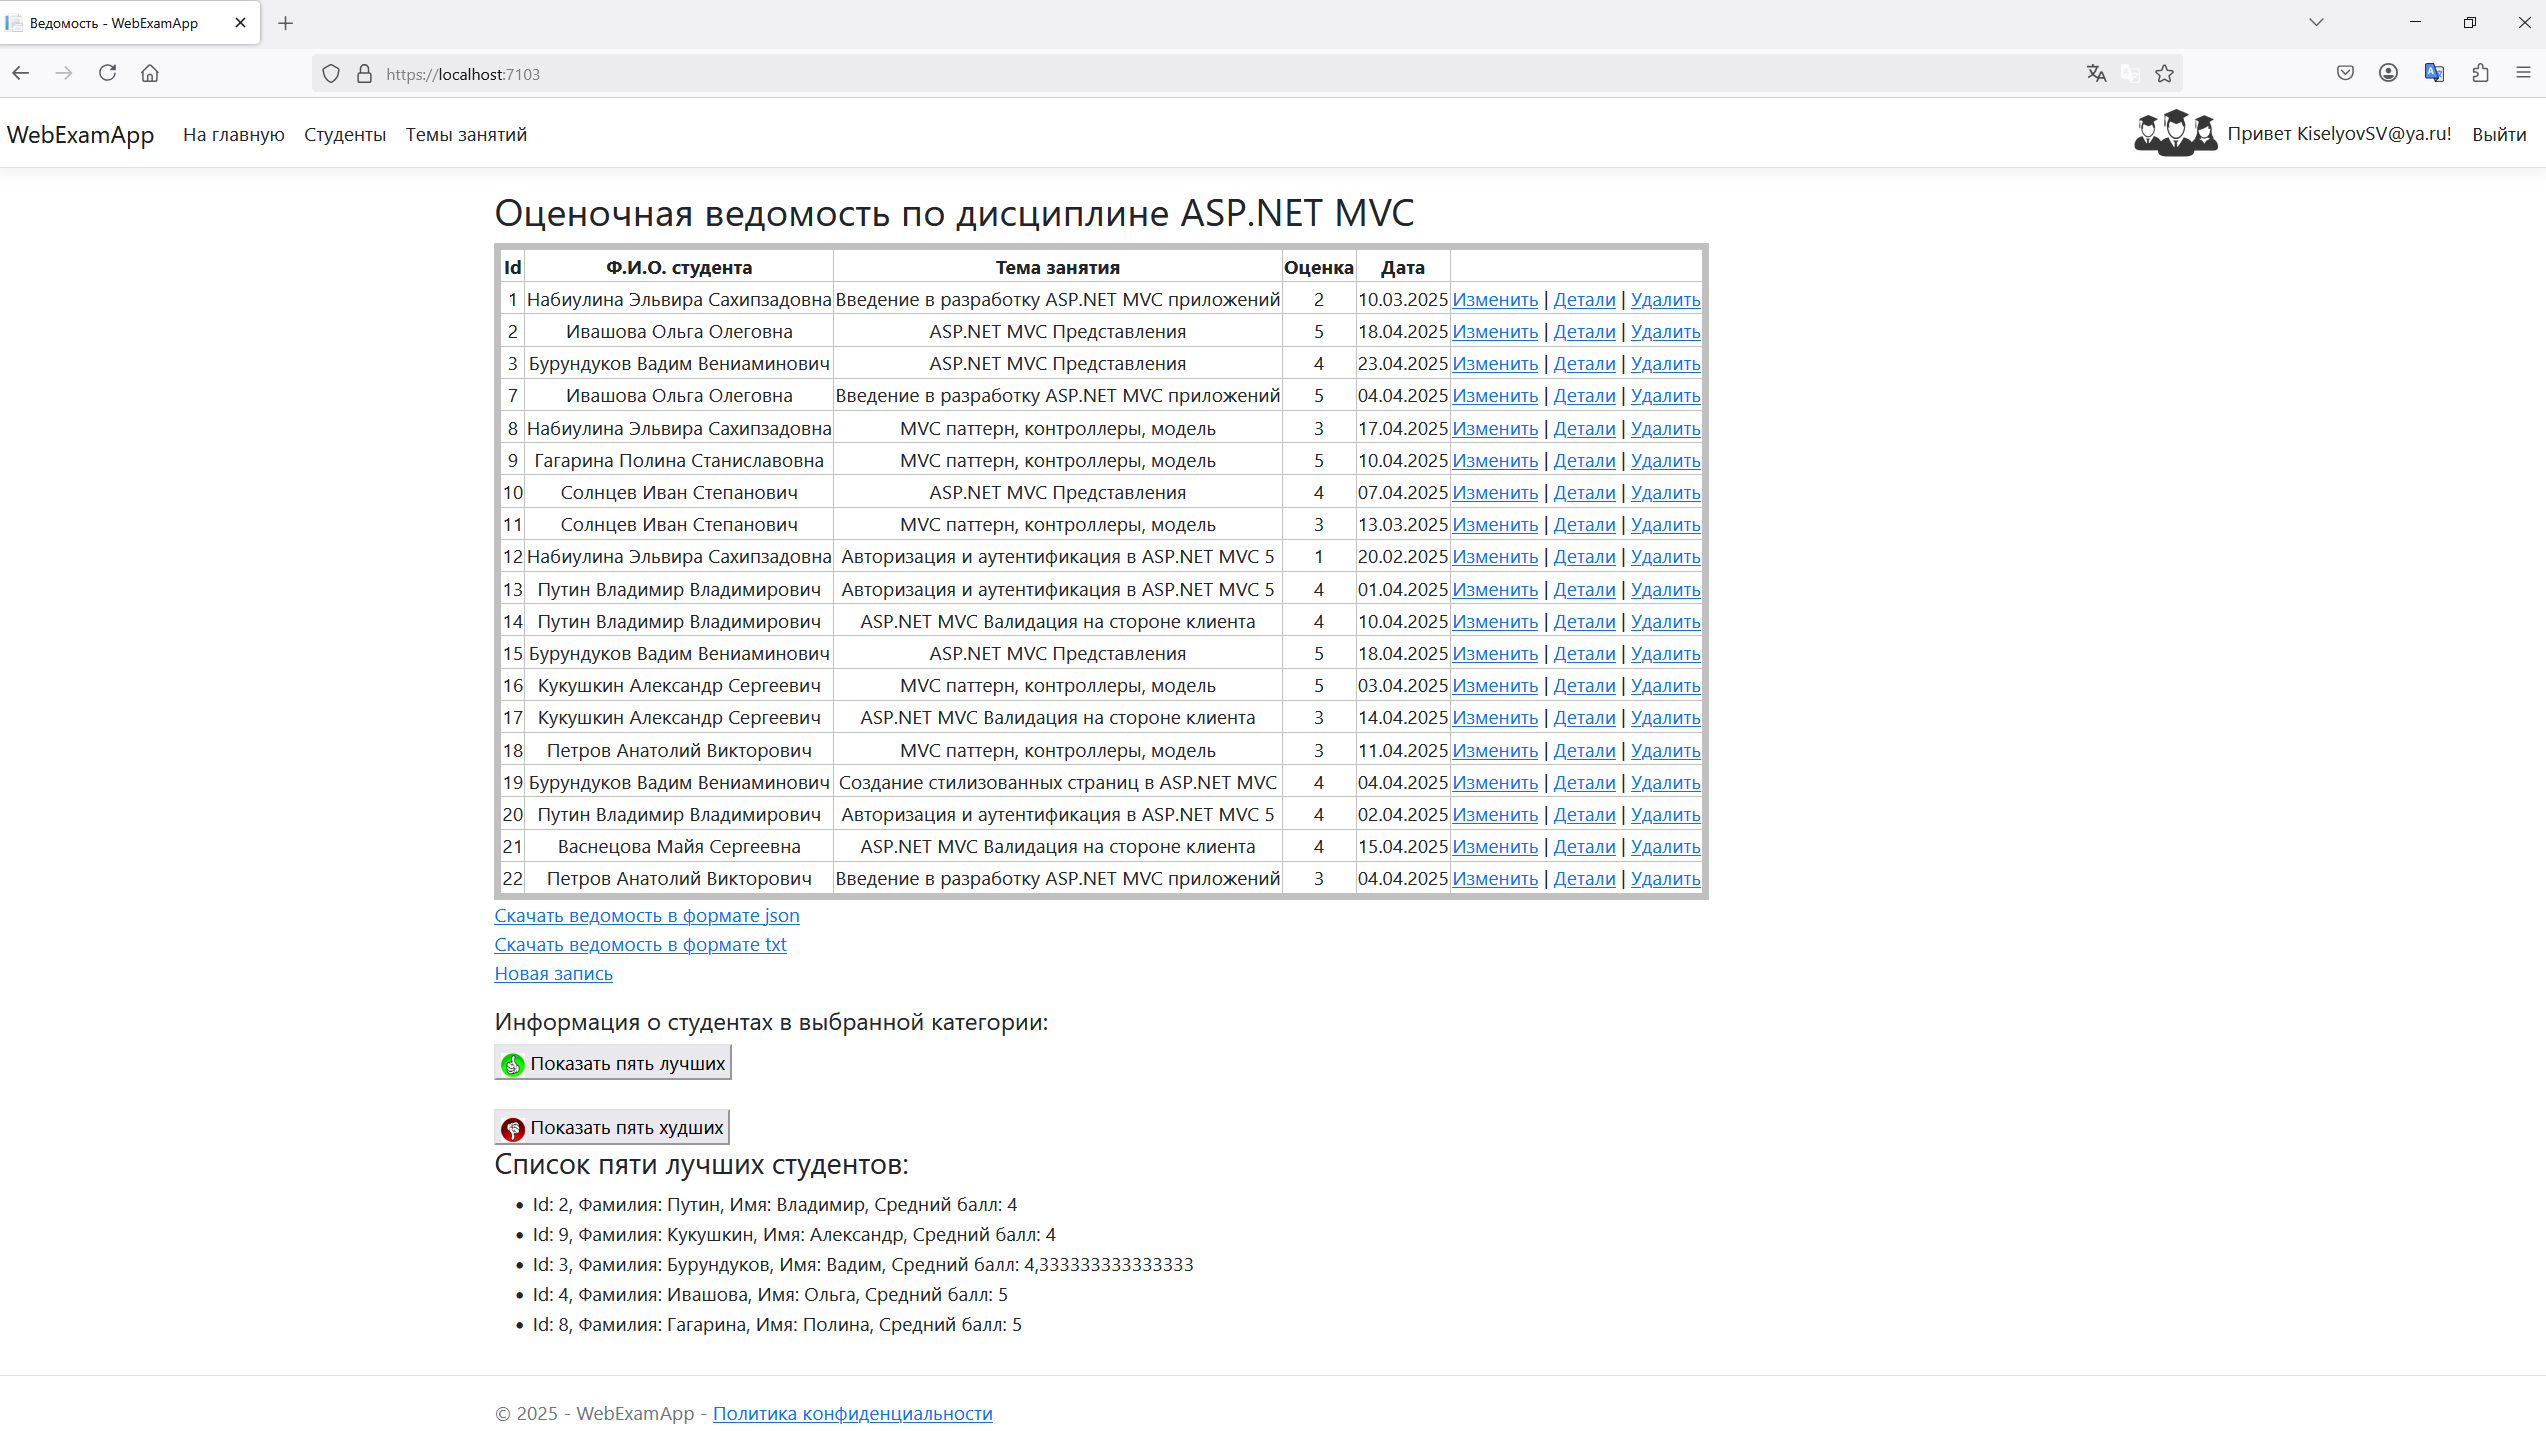 Ведомость - WebExamApp
https://localhost:7103
WebExamApp На главную Студенты Темы занятий Привет KiselyovSV@ya.ru! Выйти
Оценочная ведомость по дисциплине ASP.NET MVC
Id Ф.И.О. студента Тема занятия Оценка Дата
1 Набиулина Эльвира Сахипзадовна Введение в разработку ASP.NET MVC приложений 2 10.03.2025 Изменить | Детали | Удалить
2 Ивашова Ольга Олеговна ASP.NET MVC Представления 5 18.04.2025 Изменить | Детали | Удалить
3 Бурундуков Вадим Вениаминович ASP.NET MVC Представления 4 23.04.2025 Изменить | Детали | Удалить
7 Ивашова Ольга Олеговна Введение в разработку ASP.NET MVC приложений 5 04.04.2025 Изменить | Детали | Удалить
8 Набиулина Эльвира Сахипзадовна MVC паттерн, контроллеры, модель 3 17.04.2025 Изменить | Детали | Удалить
9 Гагарина Полина Станиславовна MVC паттерн, контроллеры, модель 5 10.04.2025 Изменить | Детали | Удалить
10 Солнцев Иван Степанович ASP.NET MVC Представления 4 07.04.2025 Изменить | Детали | Удалить
11 Солнцев Иван Степанович MVC паттерн, контроллеры, модель 3 13.03.2025 Изменить | Детали | Удалить
12 Набиулина Эльвира Сахипзадовна Авторизация и аутентификация в ASP.NET MVC 5 1 20.02.2025 Изменить | Детали | Удалить
13 Путин Владимир Владимирович Авторизация и аутентификация в ASP.NET MVC 5 4 01.04.2025 Изменить | Детали | Удалить
14 Путин Владимир Владимирович ASP.NET MVC Валидация на стороне клиента 4 10.04.2025 Изменить | Детали | Удалить
15 Бурундуков Вадим Вениаминович ASP.NET MVC Представления 5 18.04.2025 Изменить | Детали | Удалить
16 Кукушкин Александр Сергеевич MVC паттерн, контроллеры, модель 5 03.04.2025 Изменить | Детали | Удалить
17 Кукушкин Александр Сергеевич ASP.NET MVC Валидация на стороне клиента 3 14.04.2025 Изменить | Детали | Удалить
18 Петров Анатолий Викторович MVC паттерн, контроллеры, модель 3 11.04.2025 Изменить | Детали | Удалить
19 Бурундуков Вадим Вениаминович Создание стилизованных страниц в ASP.NET MVC 4 04.04.2025 Изменить | Детали | Удалить
20 Путин Владимир Владимирович Авторизация и аутентификация в ASP.NET MVC 5 4 02.04.2025 Изменить | Детали | Удалить
21 Васнецова Майя Сергеевна ASP.NET MVC Валидация на стороне клиента 4 15.04.2025 Изменить | Детали | Удалить
22 Петров Анатолий Викторович Введение в разработку ASP.NET MVC приложений 3 04.04.2025 Изменить | Детали | Удалить
Скачать ведомость в формате json
Скачать ведомость в формате txt
Новая запись
Информация о студентах в выбранной категории:
Показать пять лучших
Показать пять худших
Список пяти лучших студентов:
• Id: 2, Фамилия: Путин, Имя: Владимир, Средний балл: 4
• Id: 9, Фамилия: Кукушкин, Имя: Александр, Средний балл: 4
• Id: 3, Фамилия: Бурундуков, Имя: Вадим, Средний балл: 4,333333333333333
• Id: 4, Фамилия: Ивашова, Имя: Ольга, Средний балл: 5
• Id: 8, Фамилия: Гагарина, Имя: Полина, Средний балл: 5
© 2025 - WebExamApp - Политика конфиденциальности